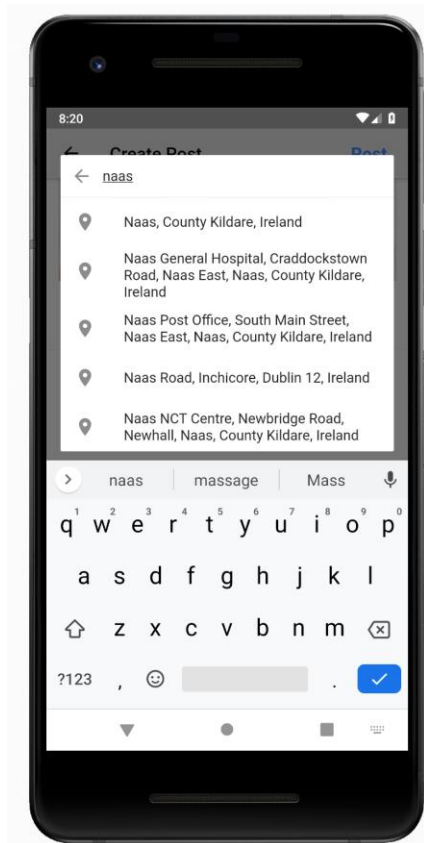 8:20
Create Post
Post
naas
Naas, County Kildare, Ireland
Naas General Hospital, Craddockstown
Road, Naas East, Naas, County Kildare,
Ireland
Naas Post Office, South Main Street,
Naas East, Naas, County Kildare, Ireland
Naas Road, Inchicore, Dublin 12, Ireland
Naas NCT Centre, Newbridge Road,
Newhall, Naas, County Kildare, Ireland
naas massage Mass
1 2 3 4 5 6 7 8 9 0
q w e r t y u i o p
a s d f g h j k l
z x c v b n m
?123 , .